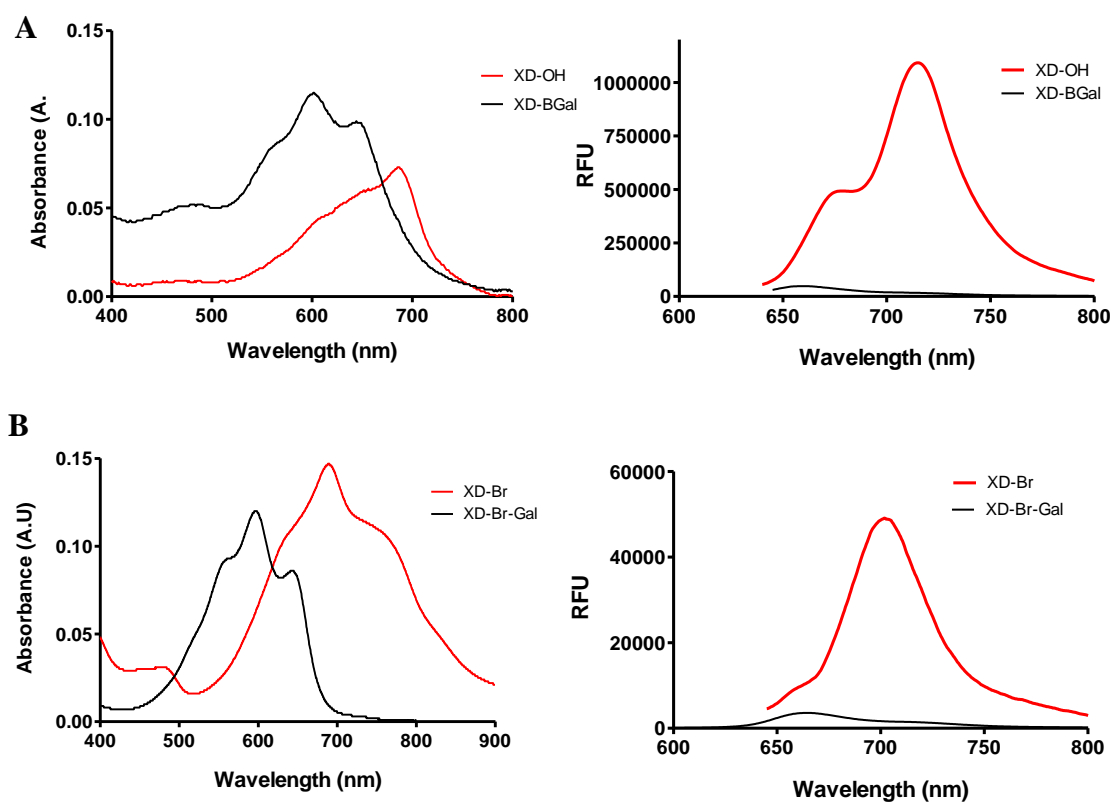 A
Absorbance (A.
0.15
0.10
0.05
0.00
400 500 600 700 800
Wavelength (nm)
XD-OH
XD-BGal
RFU
1000000
750000
500000
250000
0
600 650 700 750 800
Wavelength (nm)
XD-OH
XD-BGal
B
Absorbance (A.U)
0.15
0.10
0.05
0.00
400 500 600 700 800 900
Wavelength (nm)
XD-Br
XD-Br-Gal
RFU
60000
40000
20000
0
600 650 700 750 800
Wavelength (nm)
XD-Br
XD-Br-Gal